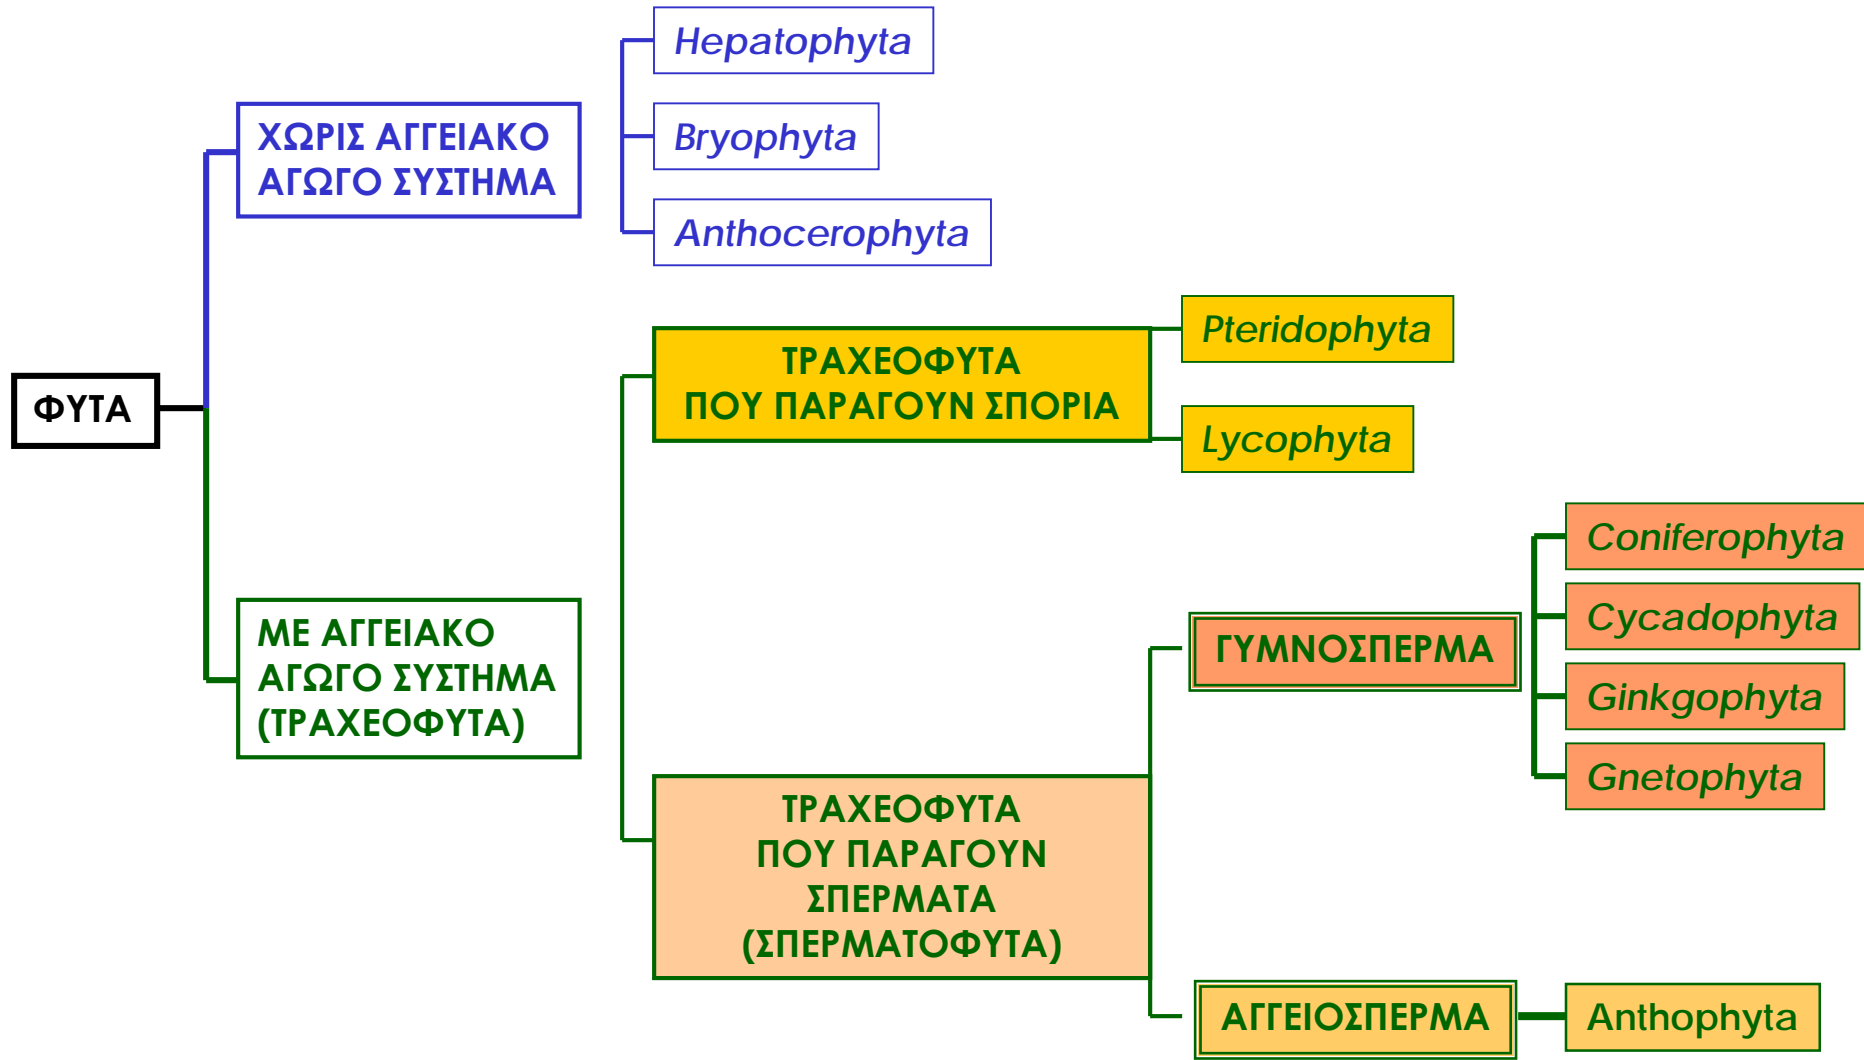 Hepatophyta
ΧΩΡΙΣ ΑΓΓΕΙΑΚΟ
ΑΓΩΓΟ ΣΥΣΤΗΜΑ
Bryophyta
Anthocerophyta
ΦΥΤΑ
ΤΡΑΧΕΟΦΥΤΑ
ΠΟΥ ΠΑΡΑΓΟΥΝ ΣΠΟΡΙΑ
Pteridophyta
Lycophyta
ΜΕ ΑΓΓΕΙΑΚΟ
ΑΓΩΓΟ ΣΥΣΤΗΜΑ
(ΤΡΑΧΕΟΦΥΤΑ)
ΤΡΑΧΕΟΦΥΤΑ
ΠΟΥ ΠΑΡΑΓΟΥΝ
ΣΠΕΡΜΑΤΑ
(ΣΠΕΡΜΑΤΟΦΥΤΑ)
ΓΥΜΝΟΣΠΕΡΜΑ
Coniferophyta
Cycadophyta
Ginkgophyta
Gnetophyta
ΑΓΓΕΙΟΣΠΕΡΜΑ
Anthophyta